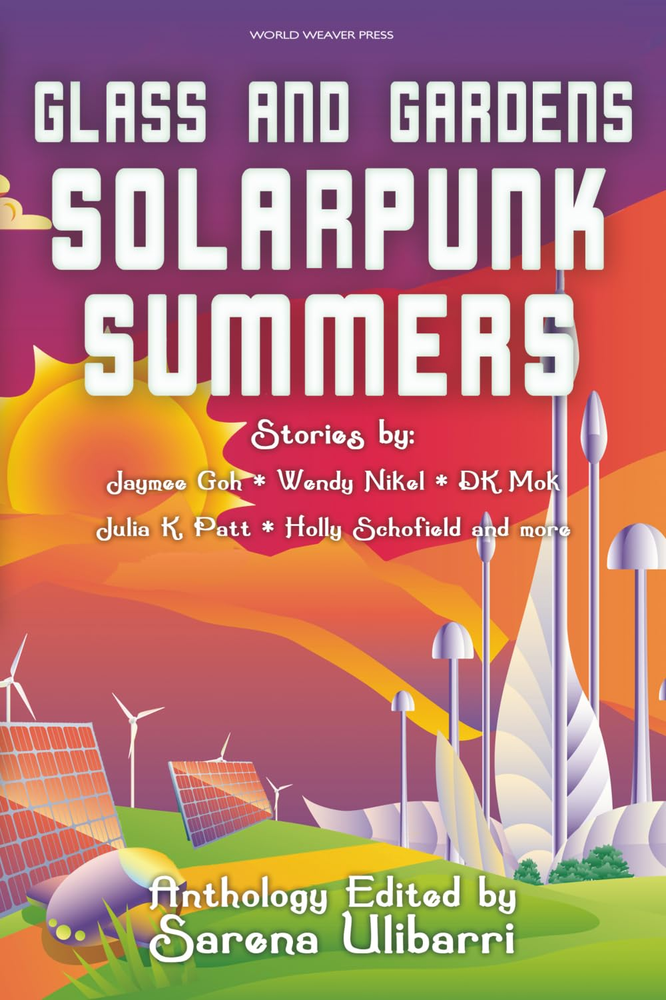 WORLD WEAVER PRESS
GLASS AND GARDENS
SOLARPUNK
SUMMERS
Stories by:
Jaymee Goh * Wendy Nikel * DK Mok
Julia K Patt * Holly Schofield and more
Anthology Edited by
Sarena Ulibarri